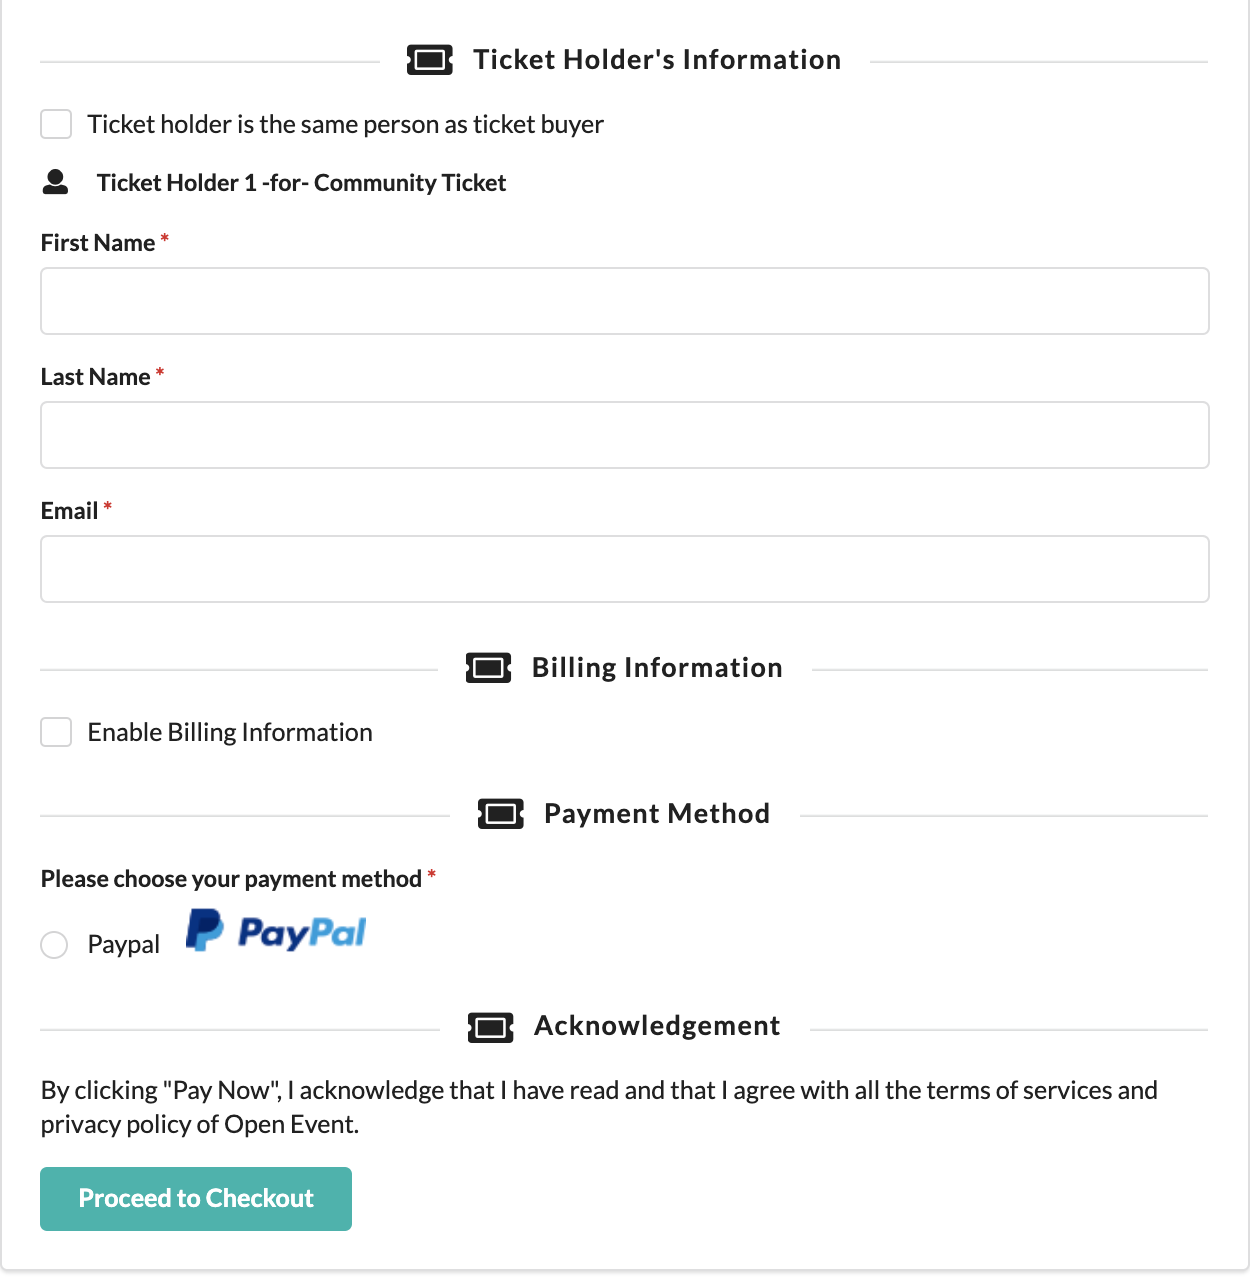 Ticket Holder's Information
Ticket holder is the same person as ticket buyer
Ticket Holder 1 -for- Community Ticket
First Name *
Last Name *
Email *
Billing Information
Enable Billing Information
Payment Method
Please choose your payment method *
Paypal PayPal
Acknowledgement
By clicking "Pay Now", I acknowledge that I have read and that I agree with all the terms of services and
privacy policy of Open Event.
Proceed to Checkout